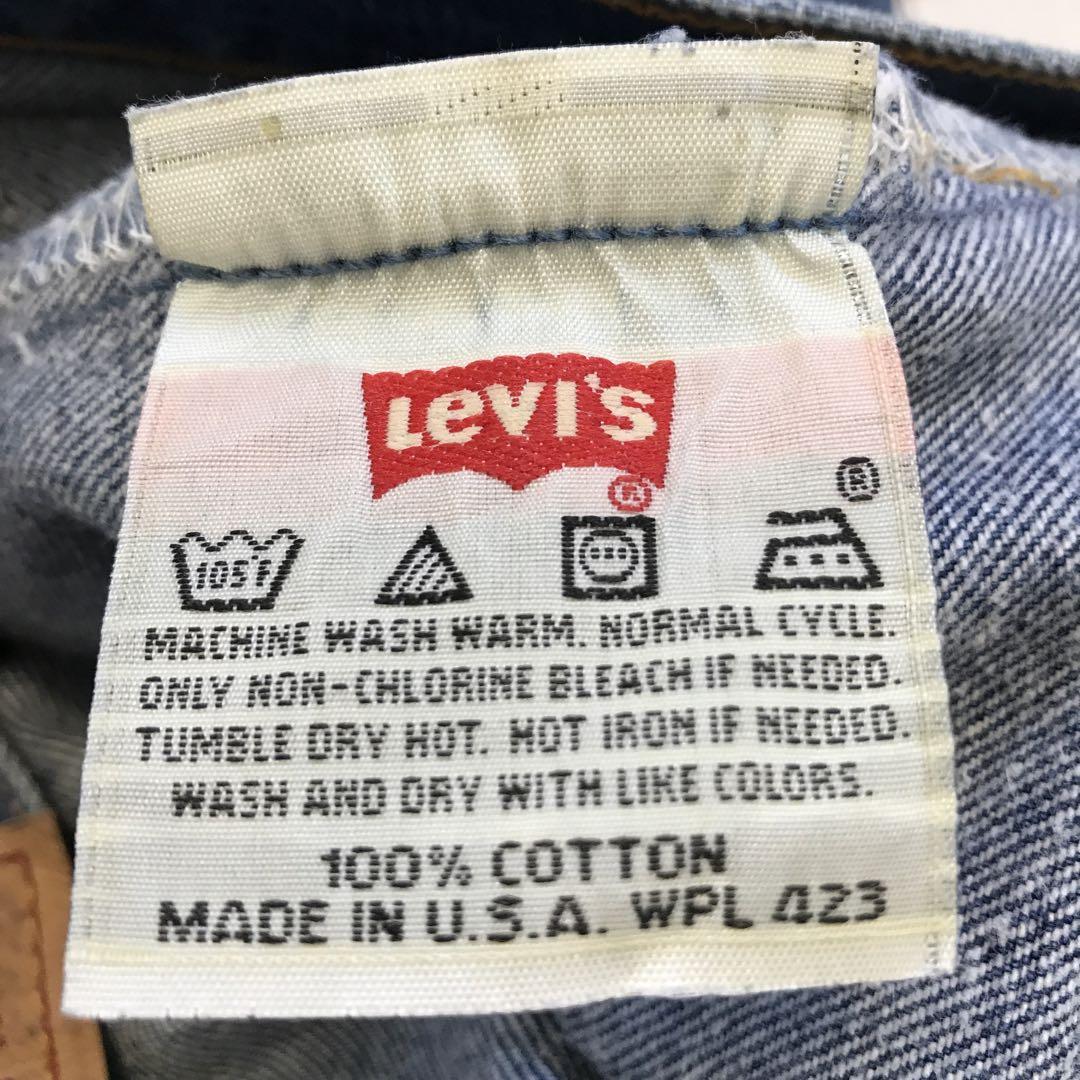 LEVI'S
®
®
105°F
MACHINE WASH WARM. NORMAL CYCLE.
ONLY NON-CHLORINE BLEACH IF NEEDED.
TUMBLE DRY HOT. HOT IRON IF NEEDED.
WASH AND DRY WITH LIKE COLORS.
100% COTTON
MADE IN U.S.A. WPL 423